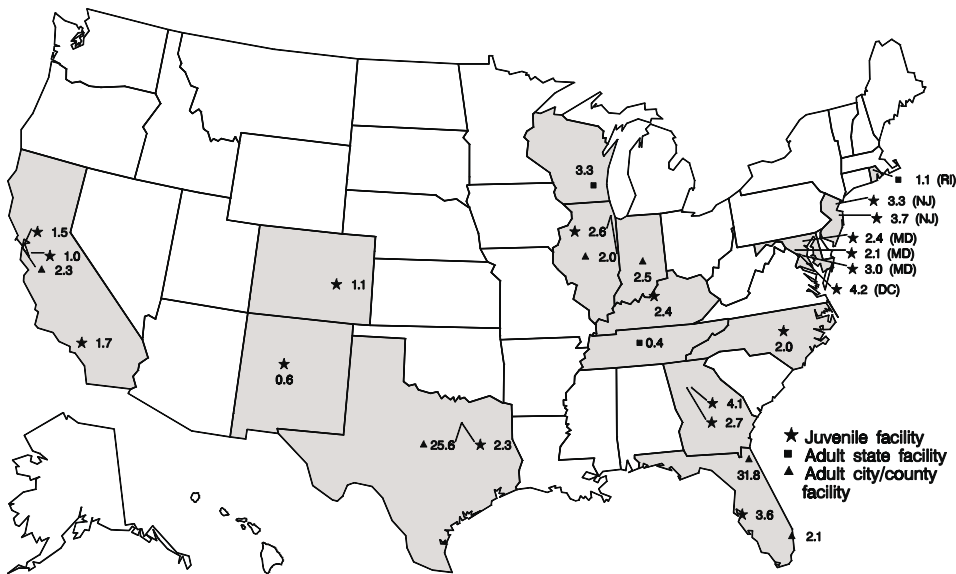 3.3
1.1 (RI)
3.3 (NJ)
3.7 (NJ)
1.5
2.6
2.4 (MD)
1.0
2.0
2.1 (MD)
2.3
2.5
3.0 (MD)
1.1
4.2 (DC)
2.4
1.7
0.4
2.0
0.6
4.1
2.7
25.6
2.3
Juvenile facility
Adult state facility
Adult city/county
facility
31.8
3.6
2.1